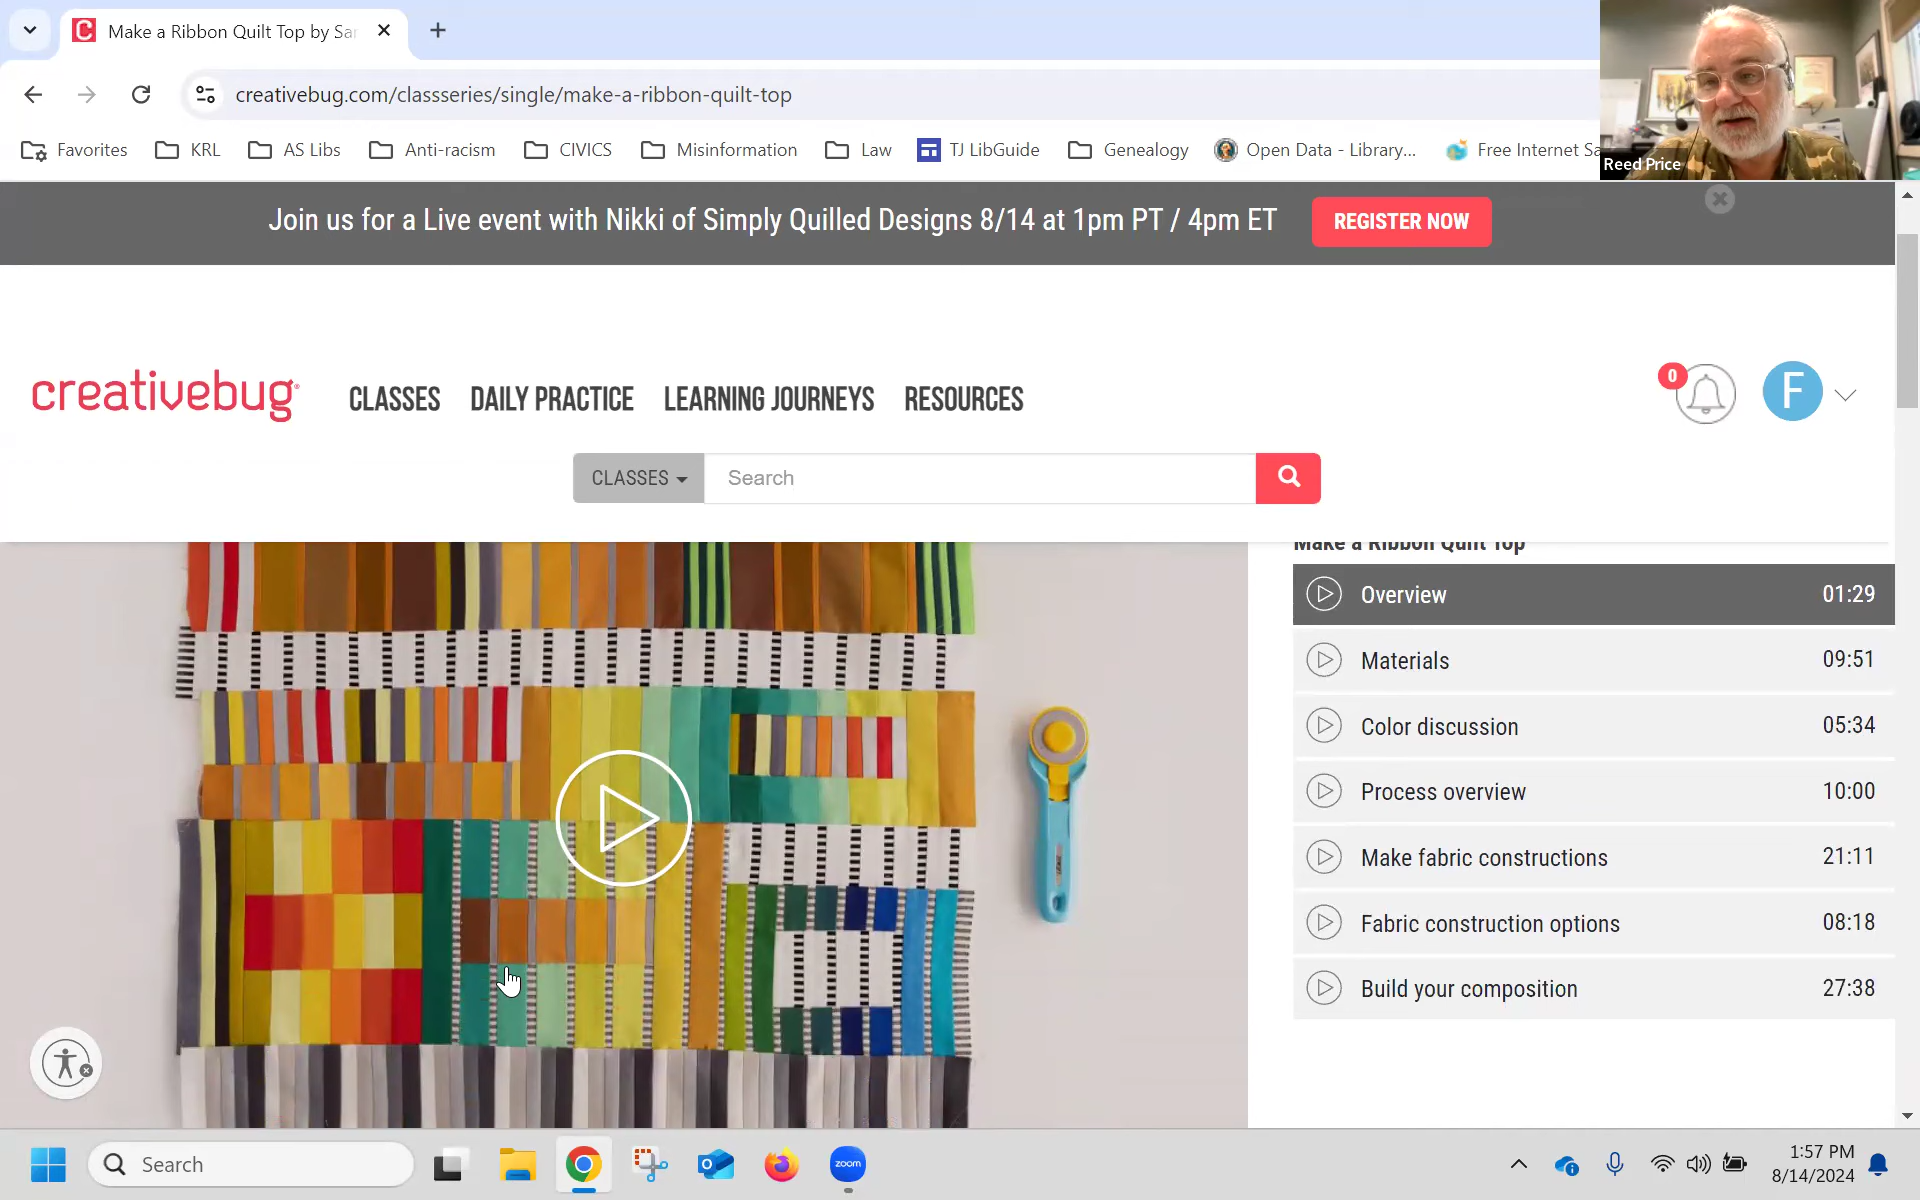 Make a Ribbon Quilt Top by Sar
creativebug.com/classseries/single/make-a-ribbon-quilt-top
Favorites
KRL
AS Libs
Anti-racism
CIVICS
Misinformation
Law
TJ LibGuide
Genealogy
Open Data - Library...
Free Internet Sa
Reed Price
Join us for a Live event with Nikki of Simply Quilled Designs 8/14 at 1pm PT / 4pm ET
REGISTER NOW
creativebug
CLASSES DAILY PRACTICE LEARNING JOURNEYS RESOURCES
0
F
CLASSES
Search
Make a Ribbon Quilt Top
Overview 01:29
Materials 09:51
Color discussion 05:34
Process overview 10:00
Make fabric constructions 21:11
Fabric construction options 08:18
Build your composition 27:38
Search
zoom
1:57 PM
8/14/2024